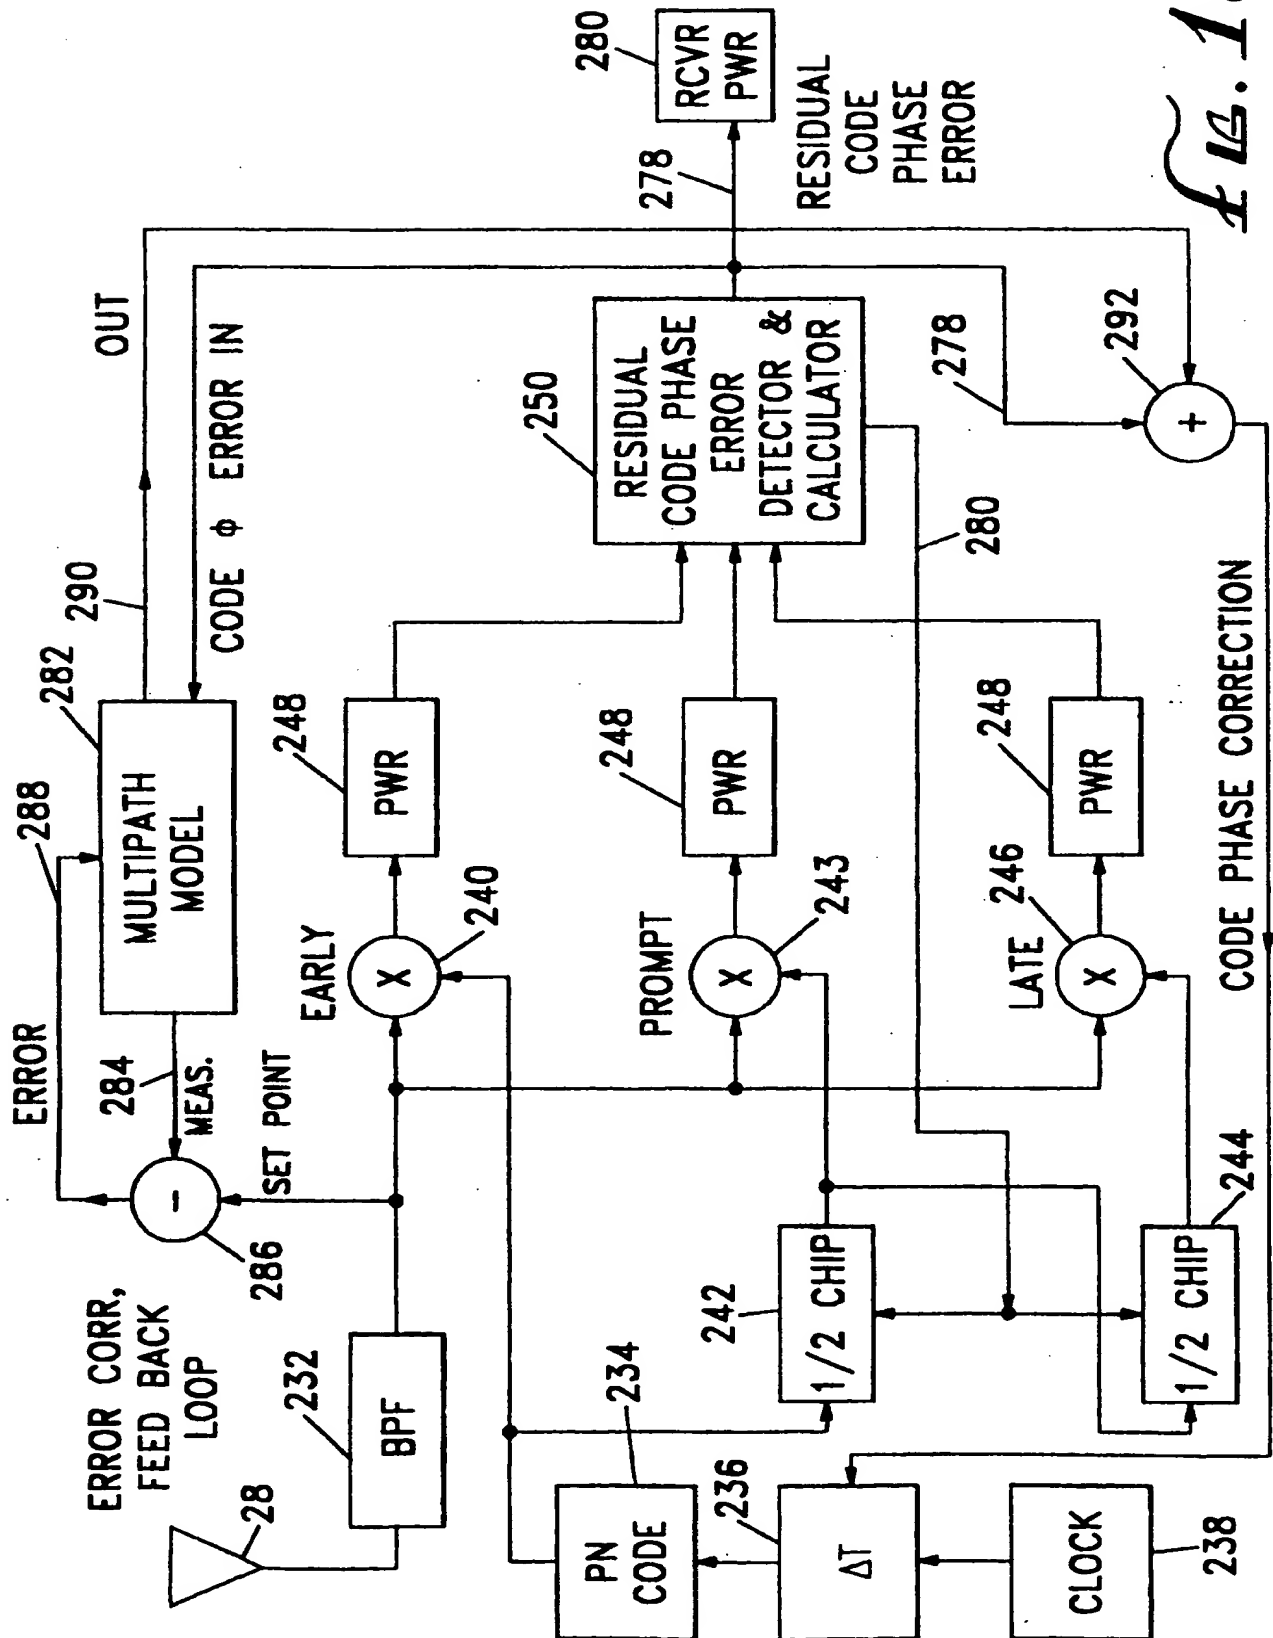 ERROR CORR,
FEED BACK
LOOP
28
232
BPF
286
-
SET POINT
ERROR
284
MEAS.
288
MULTIPATH
MODEL
282
290
OUT
CODE φ ERROR IN
EARLY
X
240
248
PWR
PROMPT
X
243
248
PWR
LATE
X
246
248
PWR
250
RESIDUAL
CODE PHASE
ERROR
DETECTOR &
CALCULATOR
278
280
RCVR
PWR
RESIDUAL
CODE
PHASE
ERROR
280
278
292
+
PN
CODE
234
236
ΔT
CLOCK
238
242
1/2 CHIP
1/2 CHIP
244
CODE PHASE CORRECTION